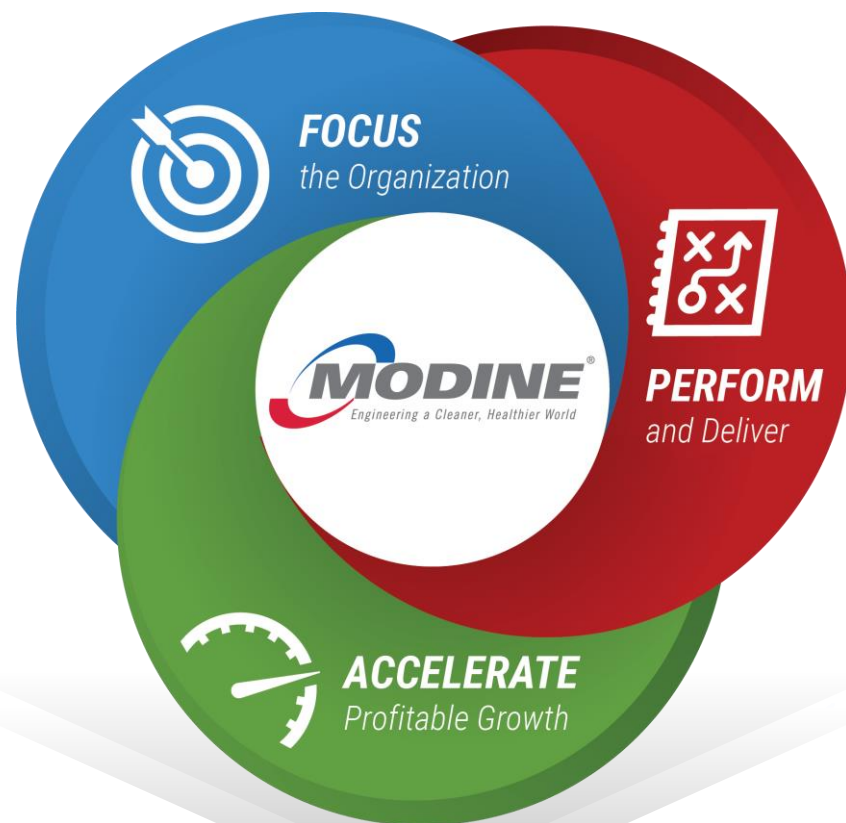 FOCUS
the Organization
PERFORM
and Deliver
MODINE®
Engineering a Cleaner, Healthier World
ACCELERATE
Profitable Growth